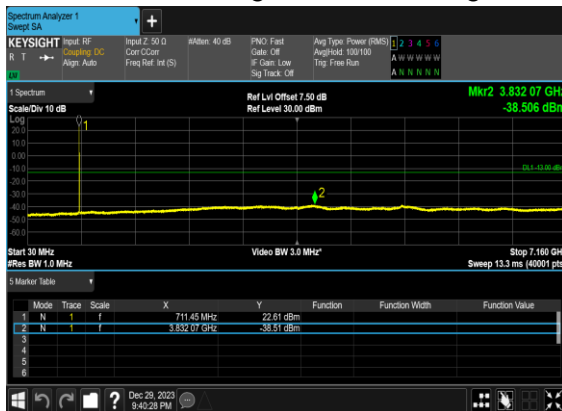 Spectrum Analyzer 1
Swept SA
KEYSIGHT Input: RF Input Z: 50 Ω #Atten: 40 dB PNO: Fast Avg Type: Power (RMS) 1 2 3 4 5 6
R T Coupling: DC Corr CCorr Gate: Off Avg|Hold: 100/100 A W W W W W
Align: Auto Freq Ref: Int (S) IF Gain: Low Trig: Free Run A N N N N N
LXI Sig Track: Off
1 Spectrum Ref Lvl Offset 7.50 dB Mkr2 3.832 07 GHz
Scale/Div 10 dB Ref Level 30.00 dBm -38.506 dBm
Log
1
20.0
10.0
0.00
-10.0 DL1 -13.00 dBm
-20.0
-30.0 2
-40.0
-50.0
-60.0
Start 30 MHz Video BW 3.0 MHz* Stop 7.160 GHz
#Res BW 1.0 MHz Sweep 13.3 ms (40001 pts)
5 Marker Table
Mode Trace Scale X Y Function Function Width Function Value
1 N 1 f 711.45 MHz 22.61 dBm
2 N 1 f 3.832 07 GHz -38.51 dBm
3
4
5
6
? Dec 29, 2023
9:40:28 PM